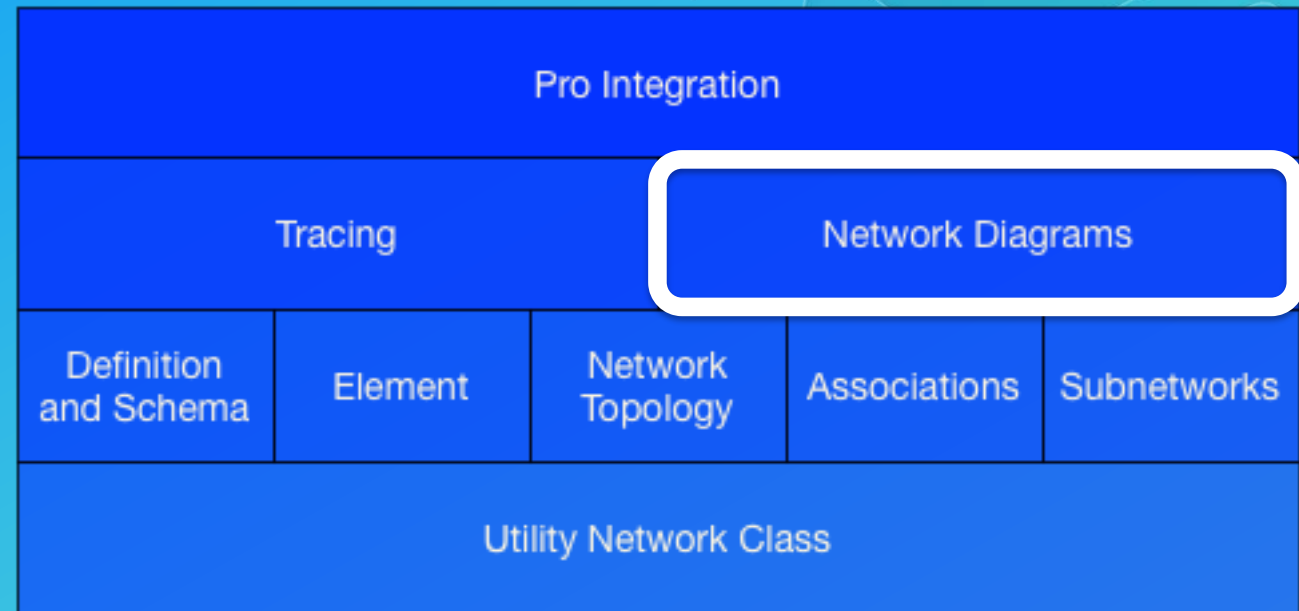 Pro Integration
Tracing
Network Diagrams
Definition
and Schema
Element
Network
Topology
Associations
Subnetworks
Utility Network Class